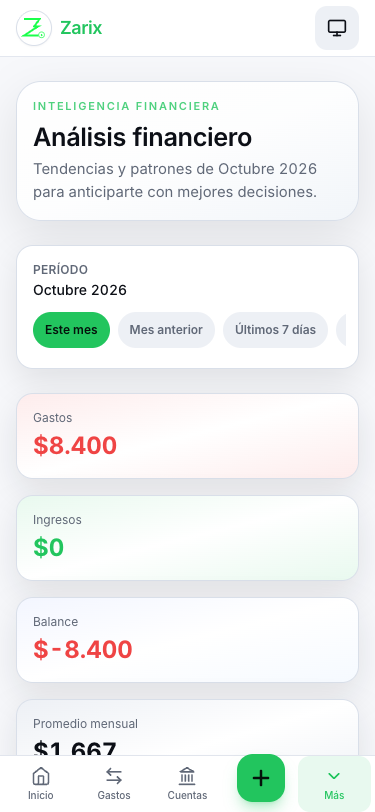 Zarix
INTELIGENCIA FINANCIERA
Análisis financiero
Tendencias y patrones de Octubre 2026
para anticiparte con mejores decisiones.
PERÍODO
Octubre 2026
Este mes
Mes anterior
Últimos 7 días
Gastos
$8.400
Ingresos
$0
Balance
$-8.400
Promedio mensual
$1.667
Inicio
Gastos
Cuentas
Más